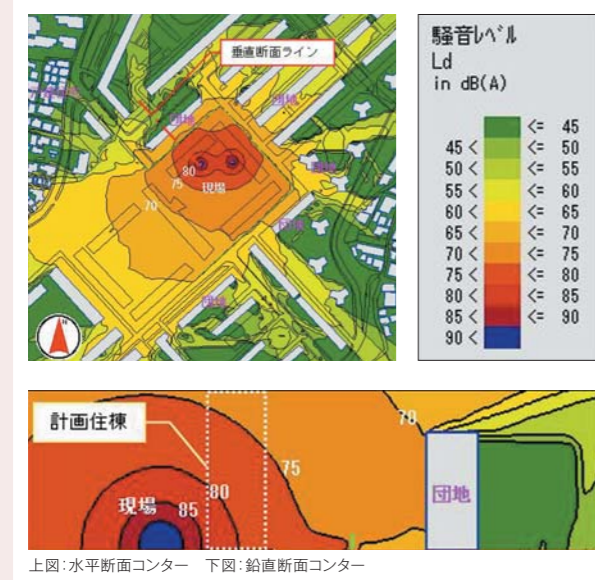 垂直断面ライン
団地
団地
80
75
現場
70
団地
団地
騒音ﾚﾍﾞﾙ
Ld
in dB(A)
<= 45
45 < <= 50
50 < <= 55
55 < <= 60
60 < <= 65
65 < <= 70
70 < <= 75
75 < <= 80
80 < <= 85
85 < <= 90
90 <
計画住棟
現場
85
80
75
70
団地
上図：水平断面コンター　下図：鉛直断面コンター